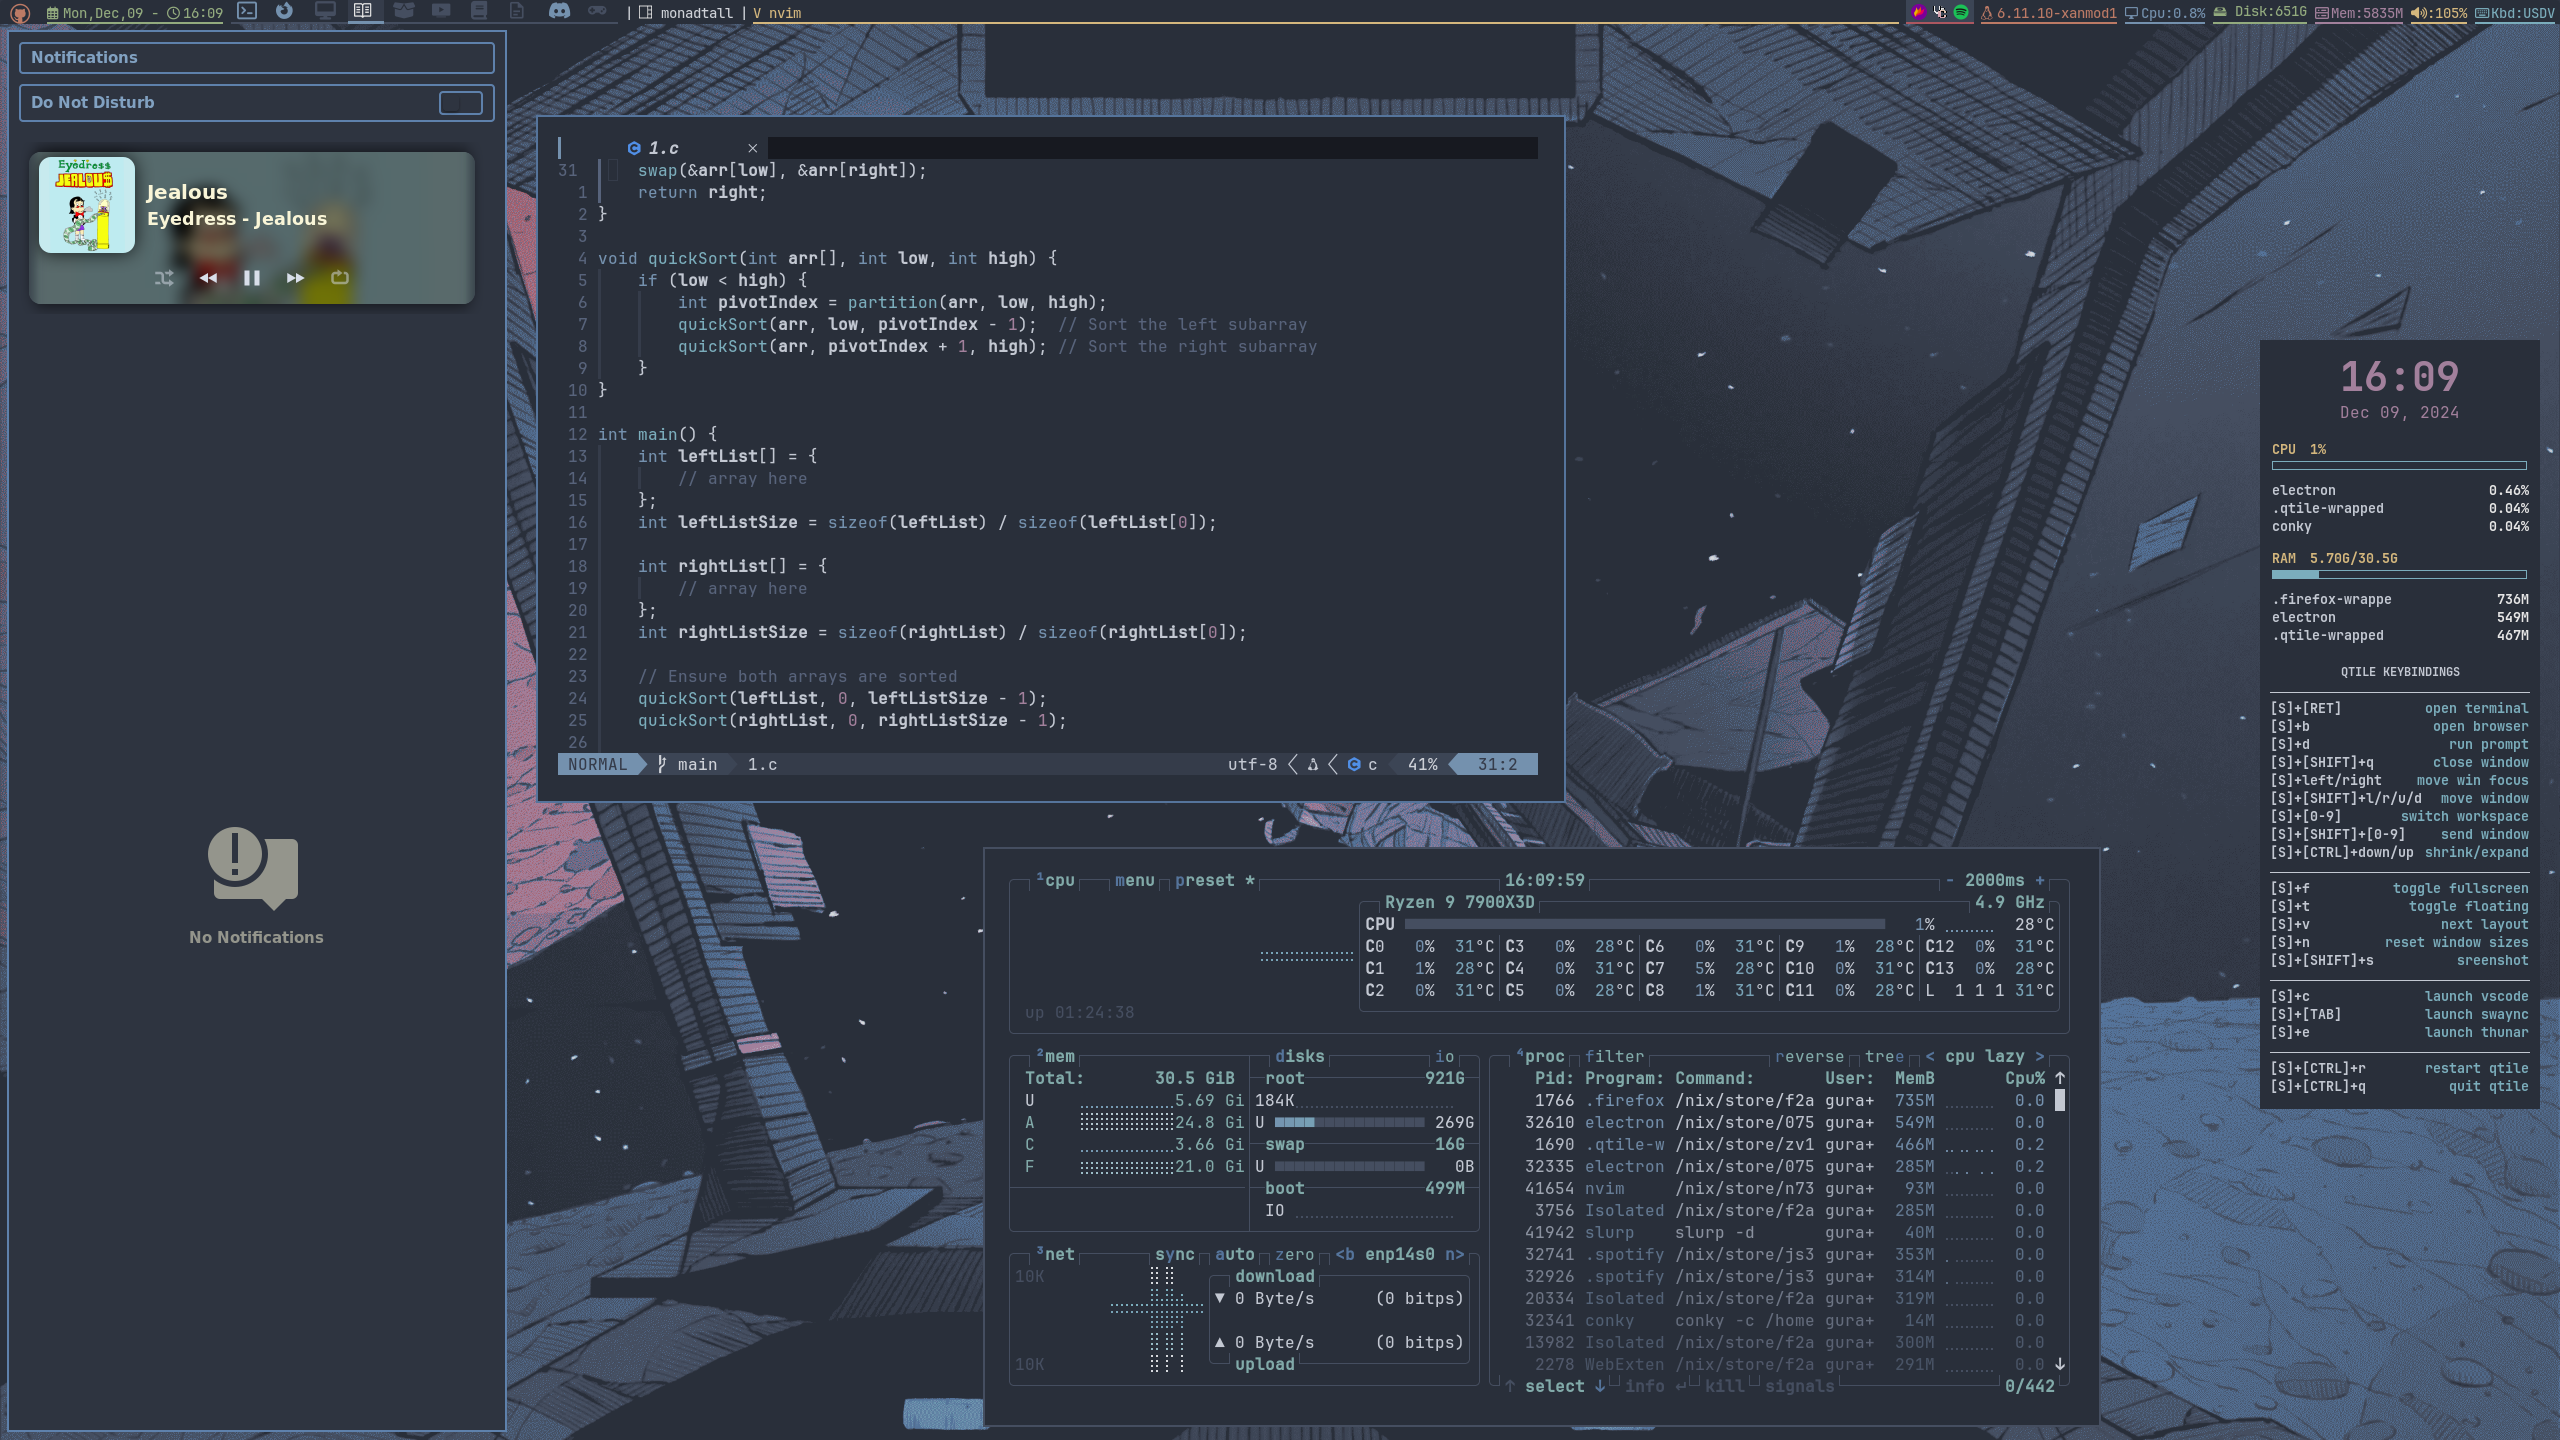 Mon,Dec,09 - 16:09
| monadtall | V nvim
6.11.10-xanmod1 Cpu:0.8% Disk:651G Mem:5835M :105% Kbd:USDV
Notifications
Do Not Disturb
Eyedress
JEALOU$
Jealous
Eyedress - Jealous
No Notifications
1.c ×
31 swap(&arr[low], &arr[right]);
1 return right;
2 }
3
4 void quickSort(int arr[], int low, int high) {
5 if (low < high) {
6 int pivotIndex = partition(arr, low, high);
7 quickSort(arr, low, pivotIndex - 1);  // Sort the left subarray
8 quickSort(arr, pivotIndex + 1, high); // Sort the right subarray
9 }
10 }
11
12 int main() {
13 int leftList[] = {
14 // array here
15 };
16 int leftListSize = sizeof(leftList) / sizeof(leftList[0]);
17
18 int rightList[] = {
19 // array here
20 };
21 int rightListSize = sizeof(rightList) / sizeof(rightList[0]);
22
23 // Ensure both arrays are sorted
24 quickSort(leftList, 0, leftListSize - 1);
25 quickSort(rightList, 0, rightListSize - 1);
26
NORMAL main 1.c utf-8 c 41% 31:2
¹cpu menu preset * 16:09:59 - 2000ms +
Ryzen 9 7900X3D 4.9 GHz
CPU 1% 28°C
C0 0% 31°C C3 0% 28°C C6 0% 31°C C9 1% 28°C C12 0% 31°C
C1 1% 28°C C4 0% 31°C C7 5% 28°C C10 0% 31°C C13 0% 28°C
C2 0% 31°C C5 0% 28°C C8 1% 31°C C11 0% 28°C L 1 1 1 31°C
up 01:24:38
²mem disks io
Total: 30.5 GiB root 921G
U 5.69 Gi 184K
A 24.8 Gi U 269G
C 3.66 Gi swap 16G
F 21.0 Gi U 0B
boot 499M
IO
³net sync auto zero <b enp14s0 n>
10K download
▼ 0 Byte/s (0 bitps)
▲ 0 Byte/s (0 bitps)
10K upload
⁴proc filter reverse tree < cpu lazy >
Pid: Program: Command: User: MemB Cpu% ↑
1766 .firefox /nix/store/f2a gura+ 735M 0.0
32610 electron /nix/store/075 gura+ 549M 0.0
1690 .qtile-w /nix/store/zv1 gura+ 466M 0.2
32335 electron /nix/store/075 gura+ 285M 0.2
41654 nvim /nix/store/n73 gura+ 93M 0.0
3756 Isolated /nix/store/f2a gura+ 285M 0.0
41942 slurp slurp -d gura+ 40M 0.0
32741 .spotify /nix/store/js3 gura+ 353M 0.0
32926 .spotify /nix/store/js3 gura+ 314M 0.0
20334 Isolated /nix/store/f2a gura+ 319M 0.0
32341 conky conky -c /home gura+ 14M 0.0
13982 Isolated /nix/store/f2a gura+ 300M 0.0
2278 WebExten /nix/store/f2a gura+ 291M 0.0 ↓
↑ select ↓ info ↵ kill signals 0/442
16:09
Dec 09, 2024
CPU 1%
electron 0.46%
.qtile-wrapped 0.04%
conky 0.04%
RAM 5.70G/30.5G
.firefox-wrappe 736M
electron 549M
.qtile-wrapped 467M
QTILE KEYBINDINGS
[S]+[RET] open terminal
[S]+b open browser
[S]+d run prompt
[S]+[SHIFT]+q close window
[S]+left/right move win focus
[S]+[SHIFT]+l/r/u/d move window
[S]+[0-9] switch workspace
[S]+[SHIFT]+[0-9] send window
[S]+[CTRL]+down/up shrink/expand
[S]+f toggle fullscreen
[S]+t toggle floating
[S]+v next layout
[S]+n reset window sizes
[S]+[SHIFT]+s sreenshot
[S]+c launch vscode
[S]+[TAB] launch swaync
[S]+e launch thunar
[S]+[CTRL]+r restart qtile
[S]+[CTRL]+q quit qtile